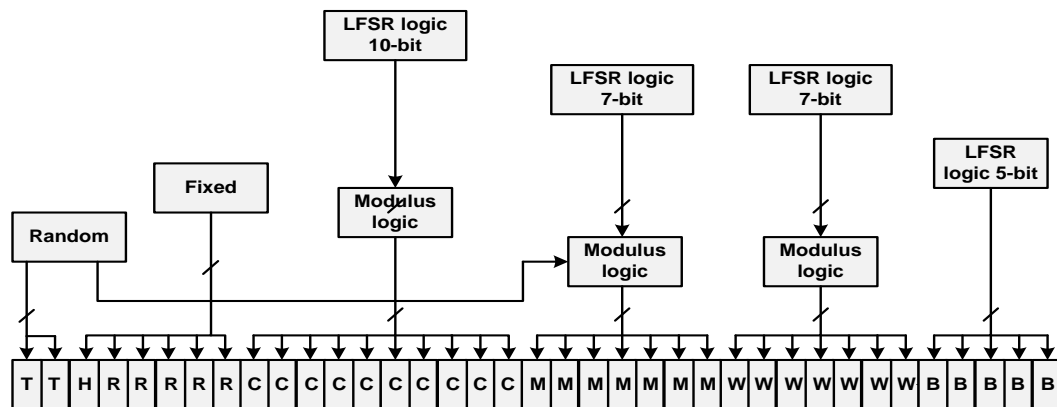 LFSR logic
10-bit
LFSR logic
7-bit
LFSR logic
7-bit
LFSR
logic 5-bit
Fixed
Modulus
logic
Random
Modulus
logic
Modulus
logic
T T H R R R R R C C C C C C C C C C M M M M M M M W W W W W W W B B B B B